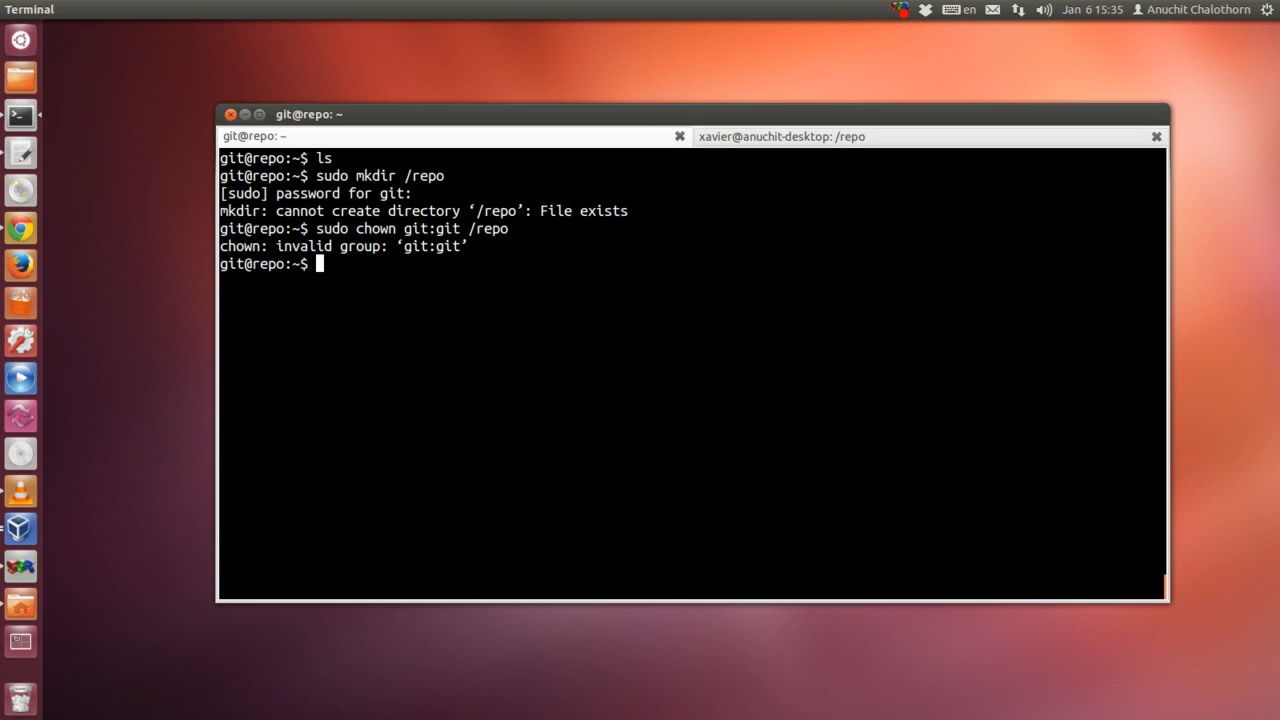 Terminal
en
Jan 6 15:35
Anuchit Chalothorn
git@repo: ~
git@repo: ~
xavier@anuchit-desktop: /repo
git@repo:~$ ls
git@repo:~$ sudo mkdir /repo
[sudo] password for git:
mkdir: cannot create directory ‘/repo’: File exists
git@repo:~$ sudo chown git:git /repo
chown: invalid group: ‘git:git’
git@repo:~$